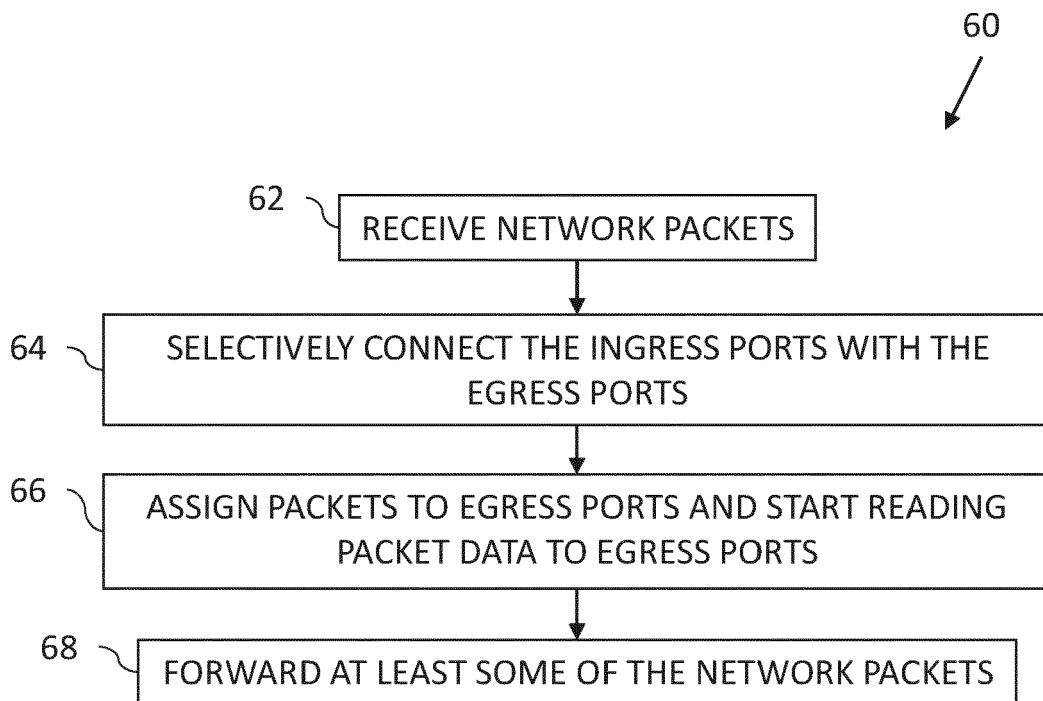 60
62
RECEIVE NETWORK PACKETS
64
SELECTIVELY CONNECT THE INGRESS PORTS WITH THE
EGRESS PORTS
66
ASSIGN PACKETS TO EGRESS PORTS AND START READING
PACKET DATA TO EGRESS PORTS
68
FORWARD AT LEAST SOME OF THE NETWORK PACKETS